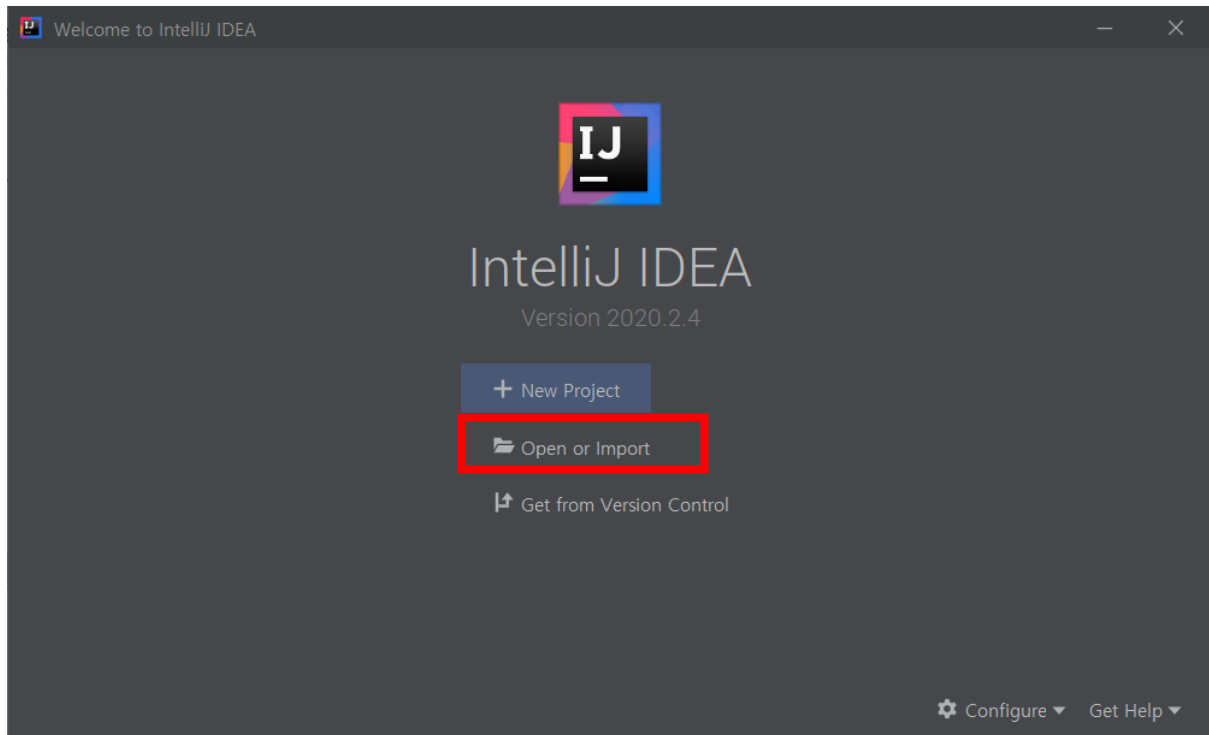 Welcome to IntelliJ IDEA
IJ
IntelliJ IDEA
Version 2020.2.4
New Project
Open or Import
Get from Version Control
Configure Get Help